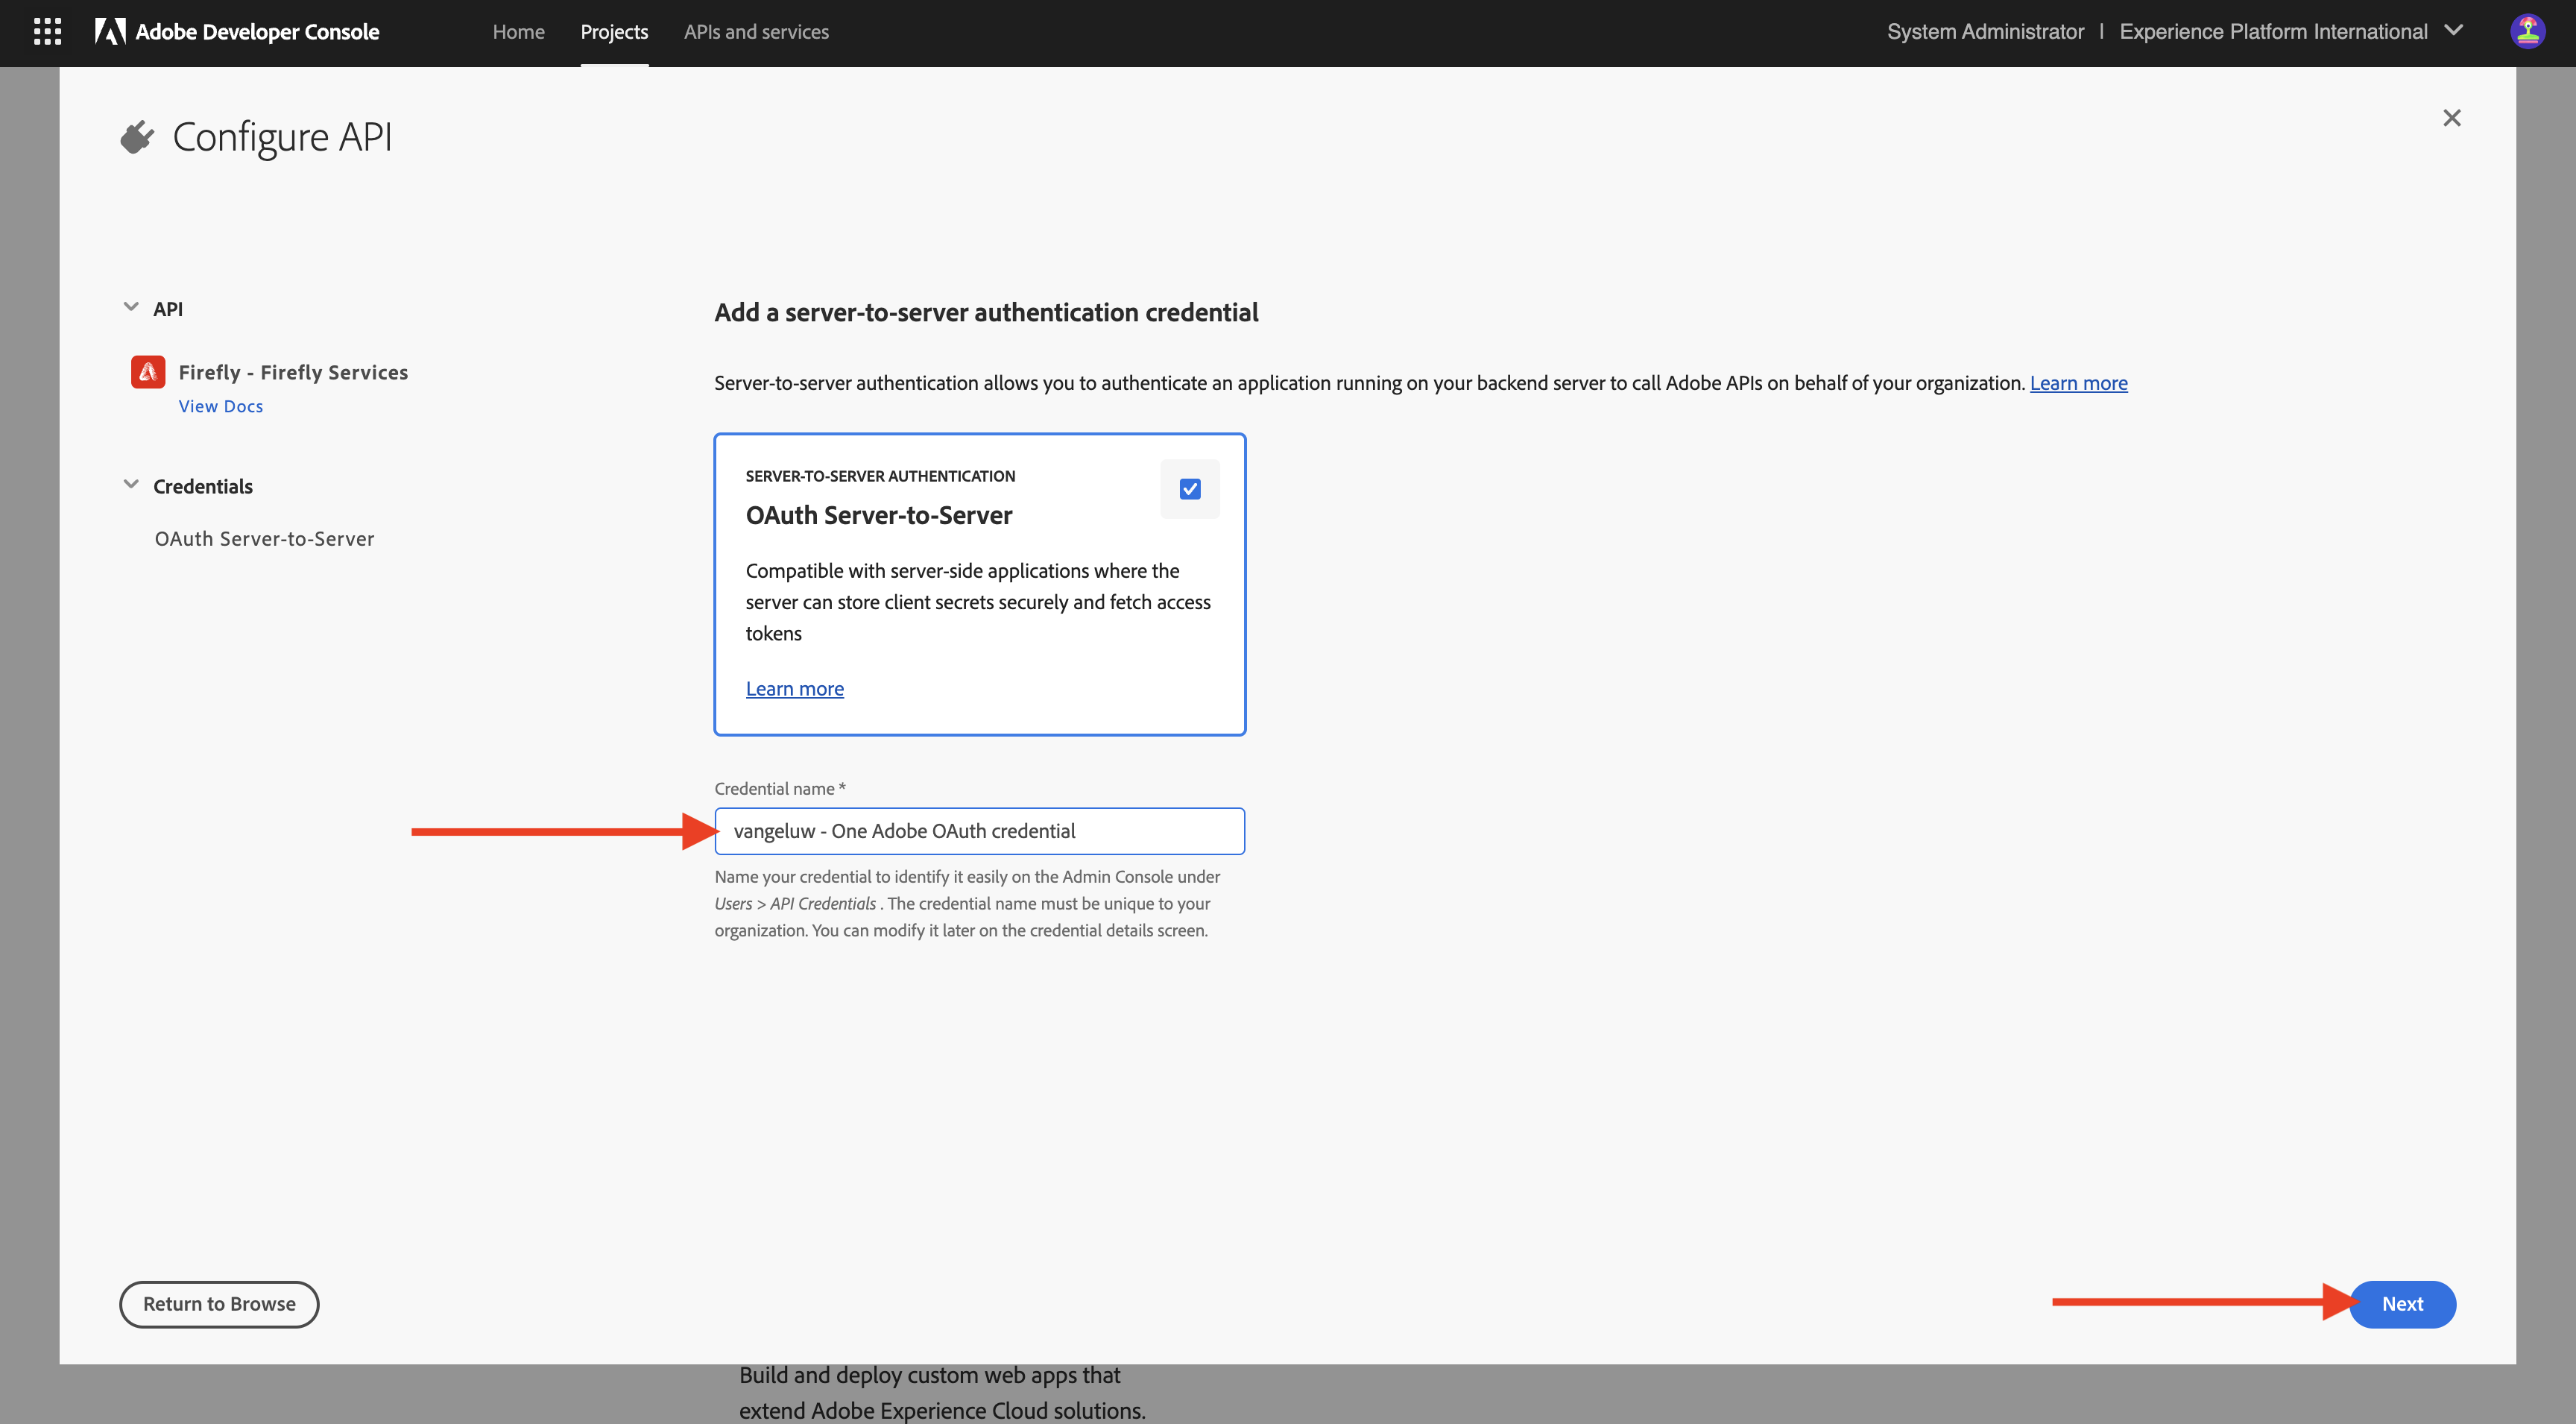 Adobe Developer Console
Home
Projects
APIs and services
System Administrator | Experience Platform International
Configure API
API
Firefly - Firefly Services
View Docs
Credentials
OAuth Server-to-Server
Add a server-to-server authentication credential
Server-to-server authentication allows you to authenticate an application running on your backend server to call Adobe APIs on behalf of your organization. Learn more
SERVER-TO-SERVER AUTHENTICATION
OAuth Server-to-Server
Compatible with server-side applications where the
server can store client secrets securely and fetch access
tokens
Learn more
Credential name *
vangeluw - One Adobe OAuth credential
Name your credential to identify it easily on the Admin Console under
Users > API Credentials . The credential name must be unique to your
organization. You can modify it later on the credential details screen.
Return to Browse
Next
Build and deploy custom web apps that
extend Adobe Experience Cloud solutions.